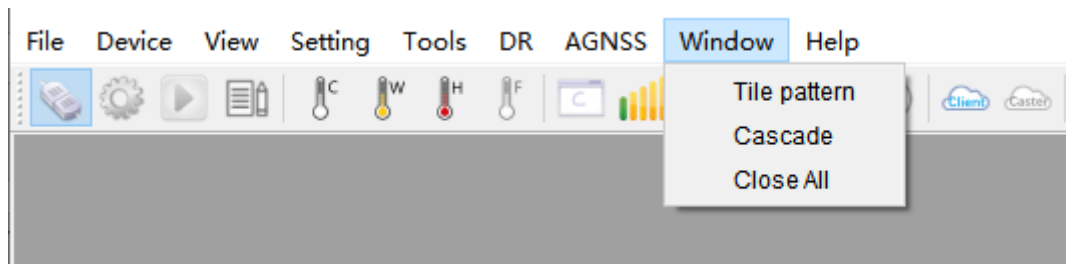 File Device View Setting Tools DR AGNSS Window Help
C W H F C Client Caster
Tile pattern
Cascade
Close All